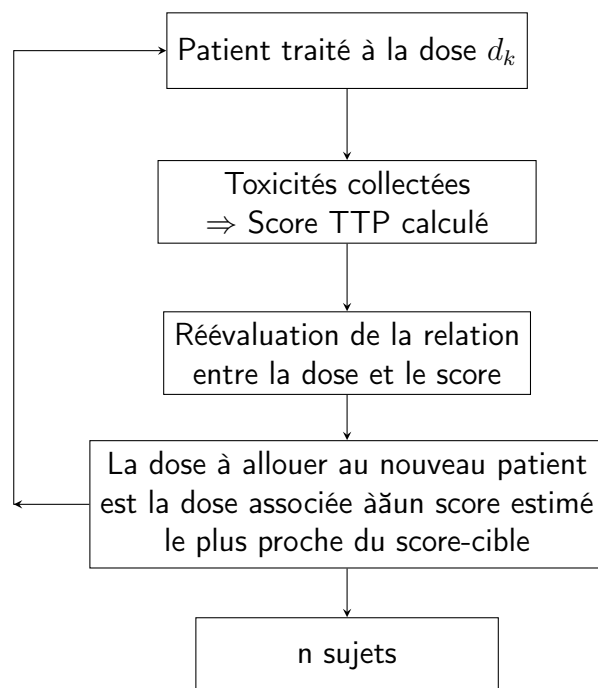 Patient traité à la dose d_k
Toxicités collectées
⇒ Score TTP calculé
Réévaluation de la relation
entre la dose et le score
La dose à allouer au nouveau patient
est la dose associée àăun score estimé
le plus proche du score-cible
n sujets